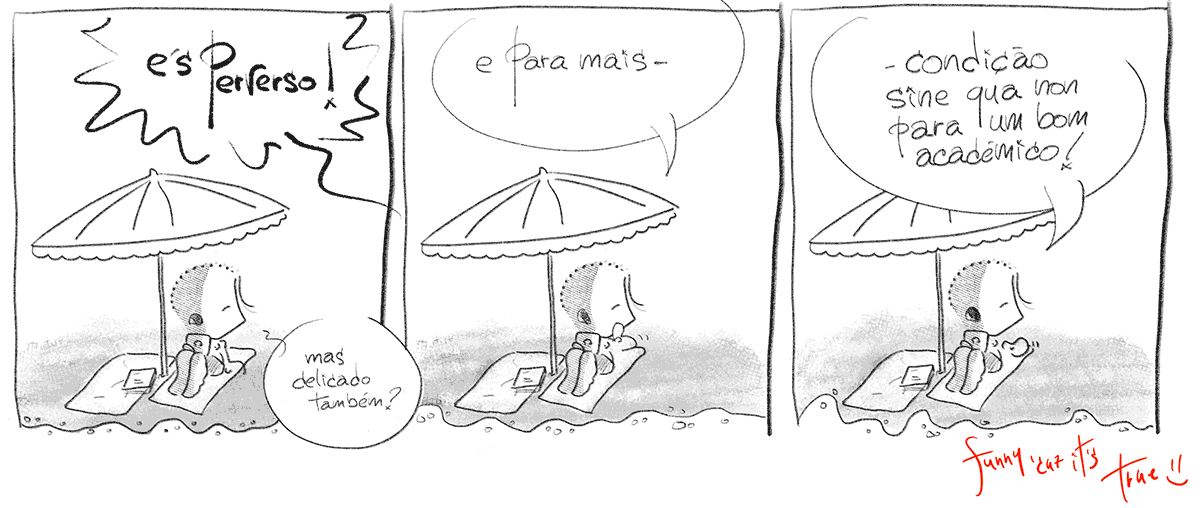 és
Perverso!
mas
delicado
também?
e para mais -
- condição
sine qua non
para um bom
académico!
funny 'cuz it's
true !!